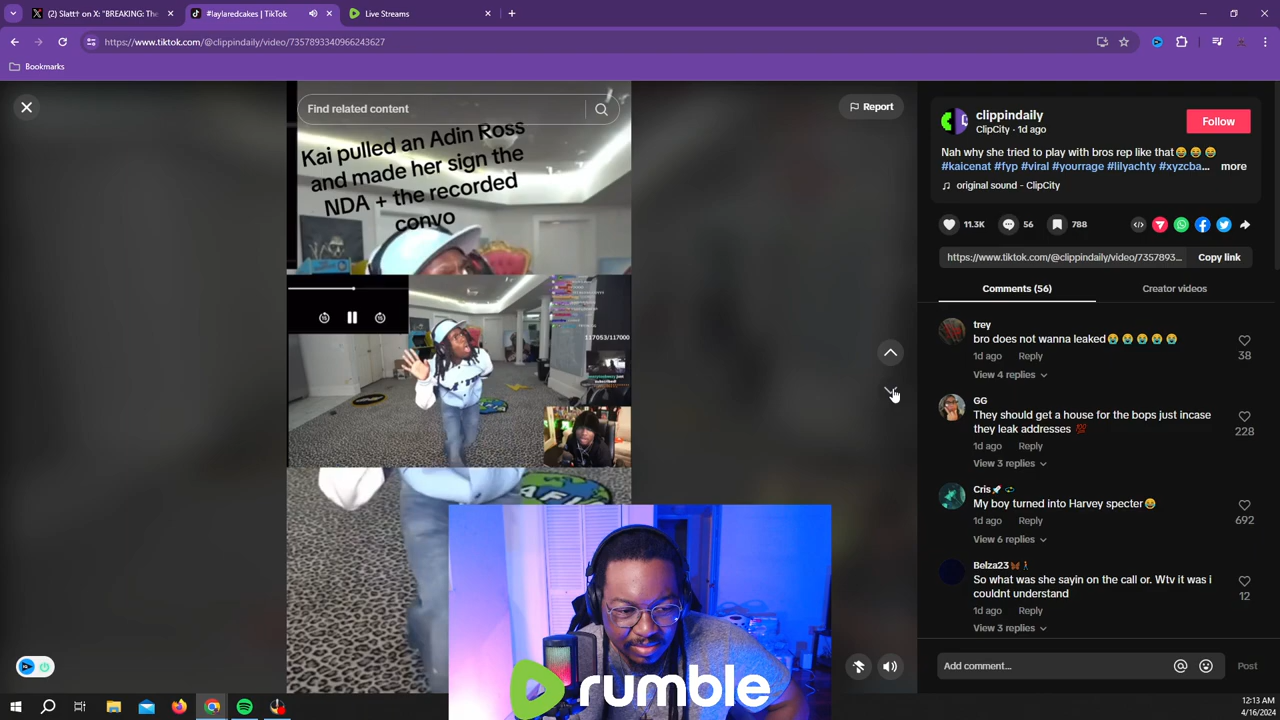 (2) Slatt† on X: "BREAKING: The
#laylaredcakes | TikTok
Live Streams
https://www.tiktok.com/@clippindaily/video/7357893340966243627
Bookmarks
Find related content
Report
Kai pulled an Adin Ross
and made her sign the
NDA + the recorded
convo
117053/117000
clippindaily
ClipCity · 1d ago
Follow
Nah why she tried to play with bros rep like that😄 😄 😄
#kaicenat #fyp #viral #yourrage #lilyachty #xyzcba... more
♫ original sound - ClipCity
11.3K
56
788
https://www.tiktok.com/@clippindaily/video/7357893...
Copy link
Comments (56)
Creator videos
trey
bro does not wanna leaked😭😭😭😭😭
1d ago Reply
38
View 4 replies
GG
They should get a house for the bops just incase
they leak addresses 💯
1d ago Reply
228
View 3 replies
Cris
My boy turned into Harvey specter😂
1d ago Reply
692
View 6 replies
Belza23
So what was she sayin on the call or. Wtv it was i
couldnt understand
1d ago Reply
12
View 3 replies
Add comment...
Post
rumble
12:13 AM
4/16/2024